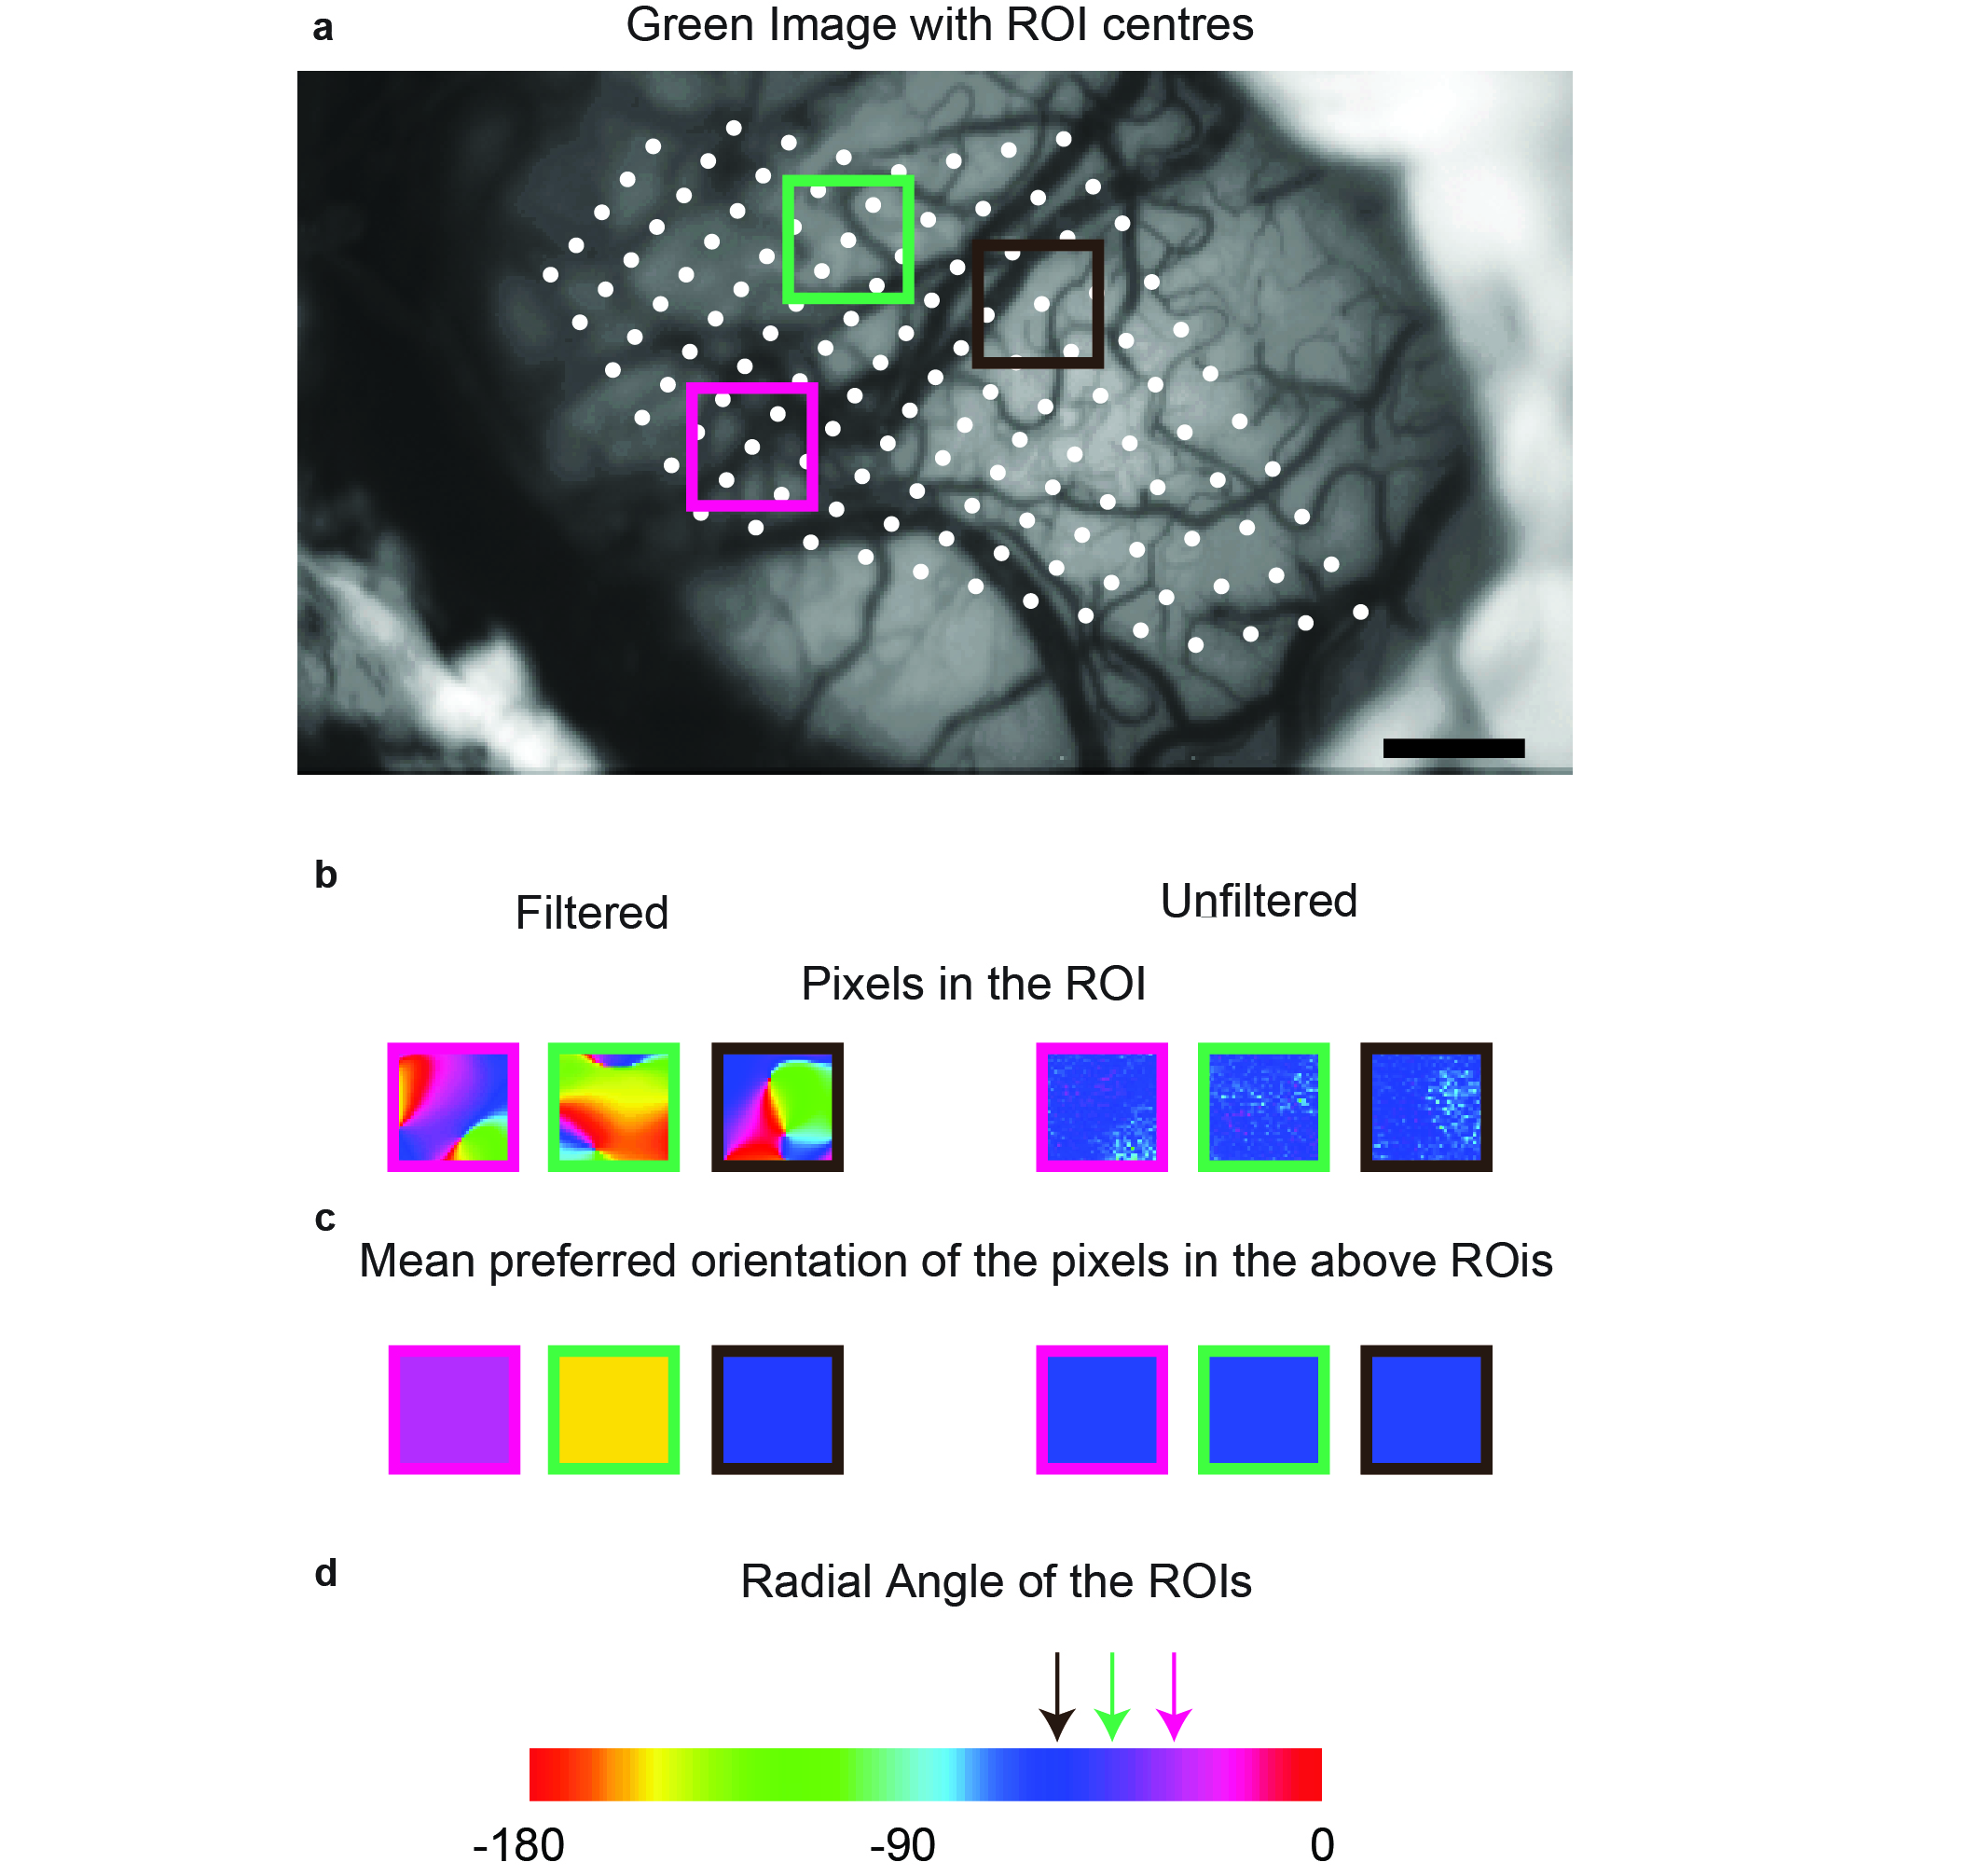 a
Green Image with ROI centres
b
Filtered
Unfiltered
Pixels in the ROI
c
Mean preferred orientation of the pixels in the above ROis
d
Radial Angle of the ROIs
-180
-90
0